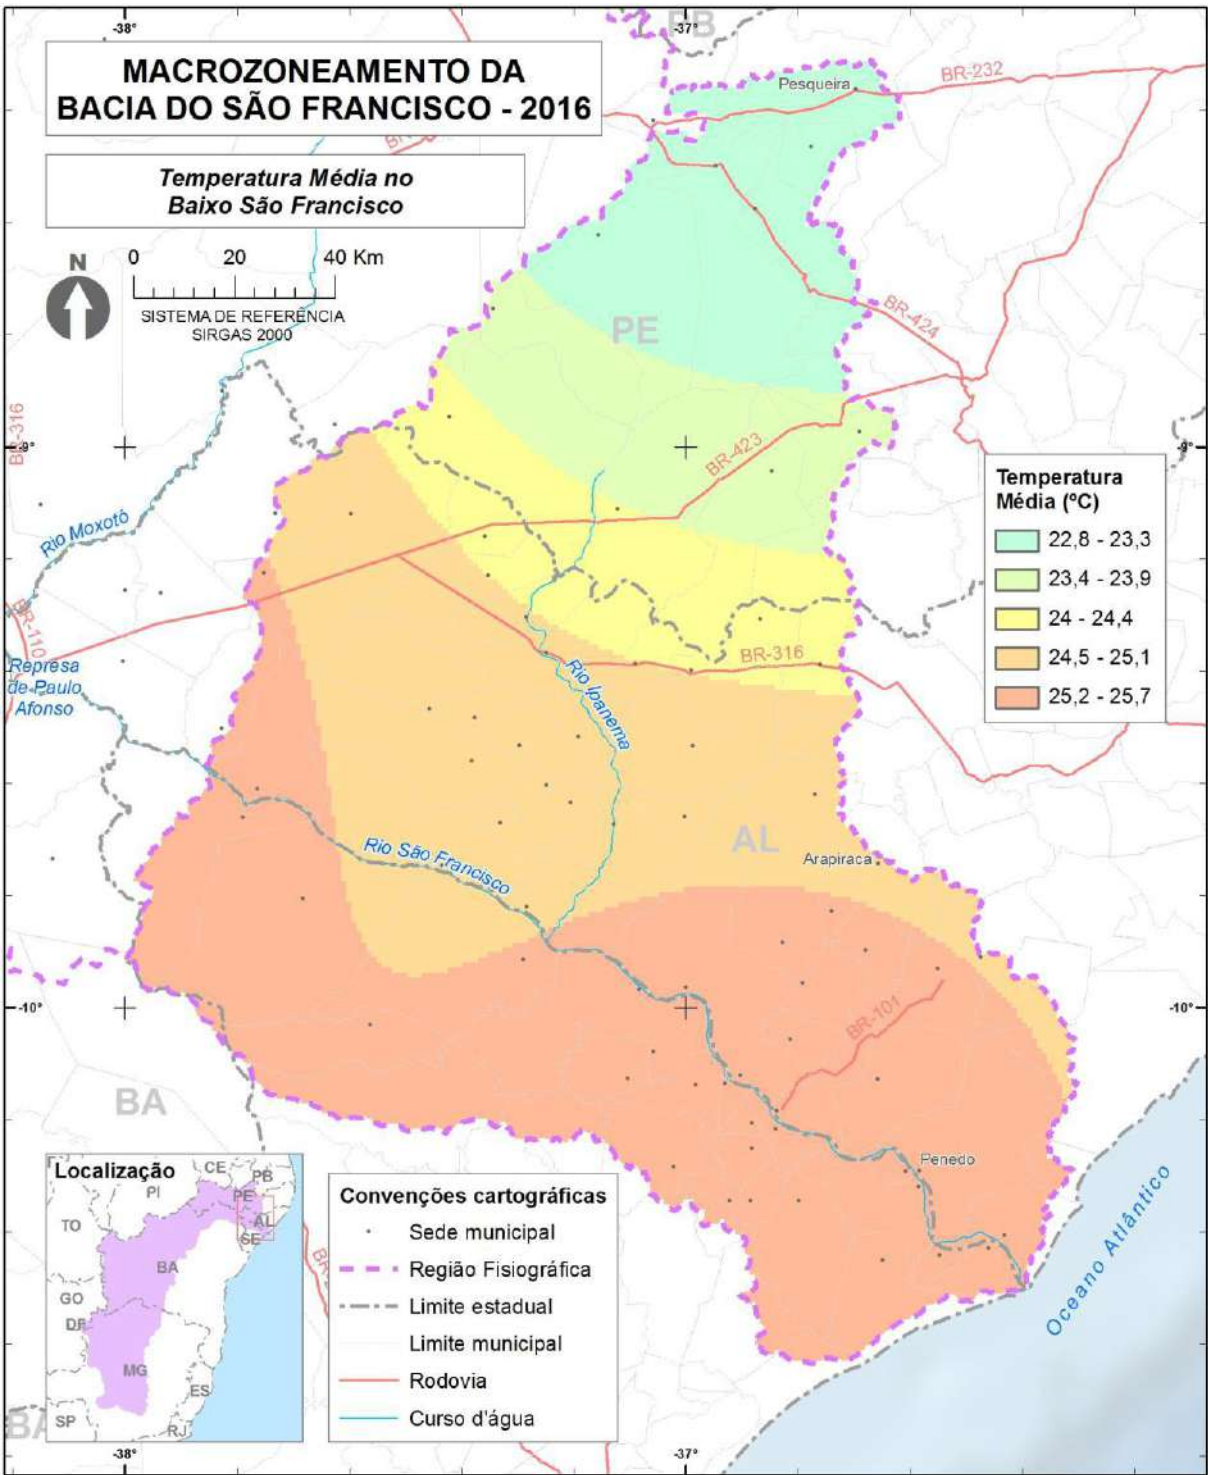 -38°
-37°
PB
MACROZONEAMENTO DA
BACIA DO SÃO FRANCISCO - 2016
Temperatura Média no
Baixo São Francisco
N
0 20 40 Km
SISTEMA DE REFERÊNCIA
SIRGAS 2000
Pesqueira
BR-232
PE
BR-424
BR-316
-9°
BR-423
-9°
Rio Moxotó
BR-110
Represa
de Paulo
Afonso
BR-316
Rio Ipanema
Temperatura
Média (ºC)
22,8 - 23,3
23,4 - 23,9
24 - 24,4
24,5 - 25,1
25,2 - 25,7
Rio São Francisco
AL
Arapiraca
-10°
-10°
BR-101
BA
Penedo
Oceano Atlântico
Localização
CE
PB
PI
PE
TO
AL
SE
BA
GO
DF
MG
ES
SP
RJ
BA
Convenções cartográficas
Sede municipal
Região Fisiográfica
Limite estadual
Limite municipal
Rodovia
Curso d'água
-38°
-37°